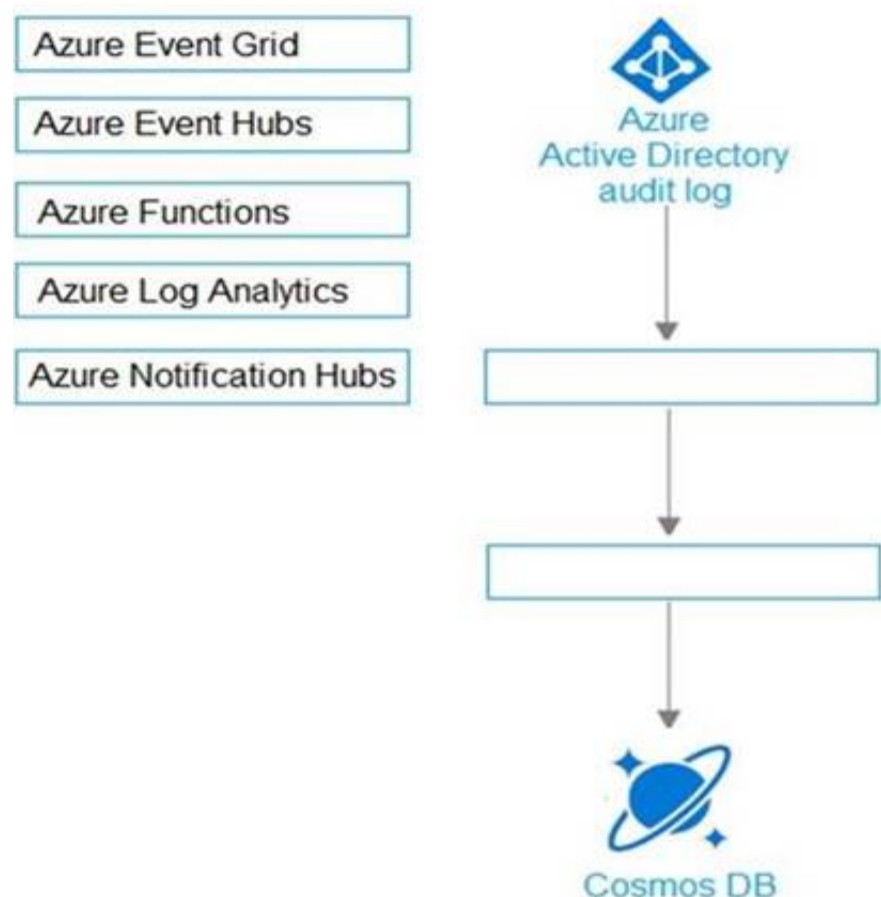 Azure Event Grid
Azure Event Hubs
Azure Functions
Azure Log Analytics
Azure Notification Hubs
Azure
Active Directory
audit log
Cosmos DB